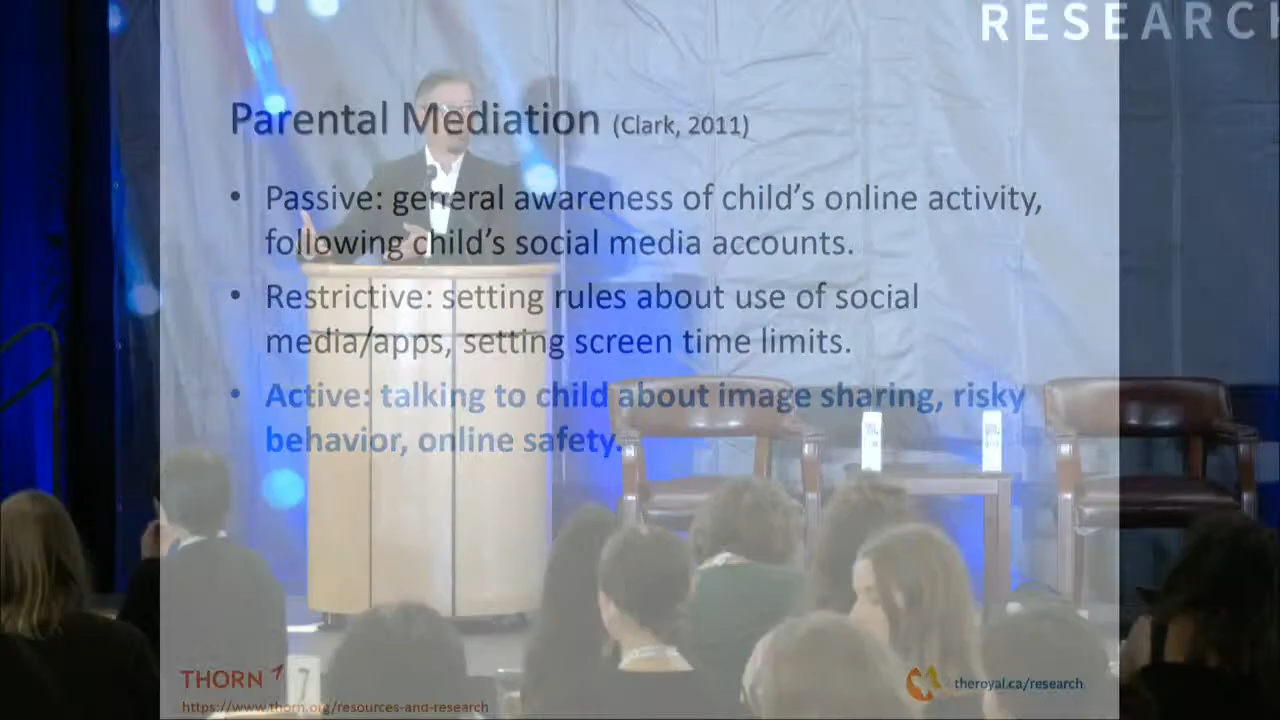 RESEARCH
Parental Mediation (Clark, 2011)
• Passive: general awareness of child's online activity,
following child's social media accounts.
• Restrictive: setting rules about use of social
media/apps, setting screen time limits.
• Active: talking to child about image sharing, risky
behavior, online safety.
7
THORN
theroyal.ca/research
https://www.thorn.org/resources-and-research